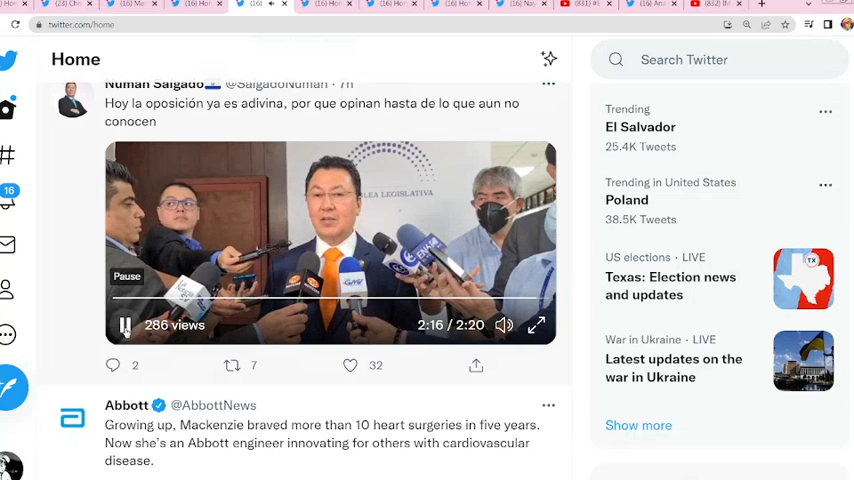 twitter.com/home
Home
Search Twitter
Numan Salgado @SalgadoNuman · 7h
Hoy la oposición ya es adivina, por que opinan hasta de lo que aun no
conocen
LEA LEGISLATIVA
Pause
286 views
2:16 / 2:20
2
7
32
16
Abbott @AbbottNews
Growing up, Mackenzie braved more than 10 heart surgeries in five years.
Now she's an Abbott engineer innovating for others with cardiovascular
disease.
Trending
El Salvador
25.4K Tweets
Trending in United States
Poland
38.5K Tweets
US elections · LIVE
Texas: Election news
and updates
TX
War in Ukraine · LIVE
Latest updates on the
war in Ukraine
Show more